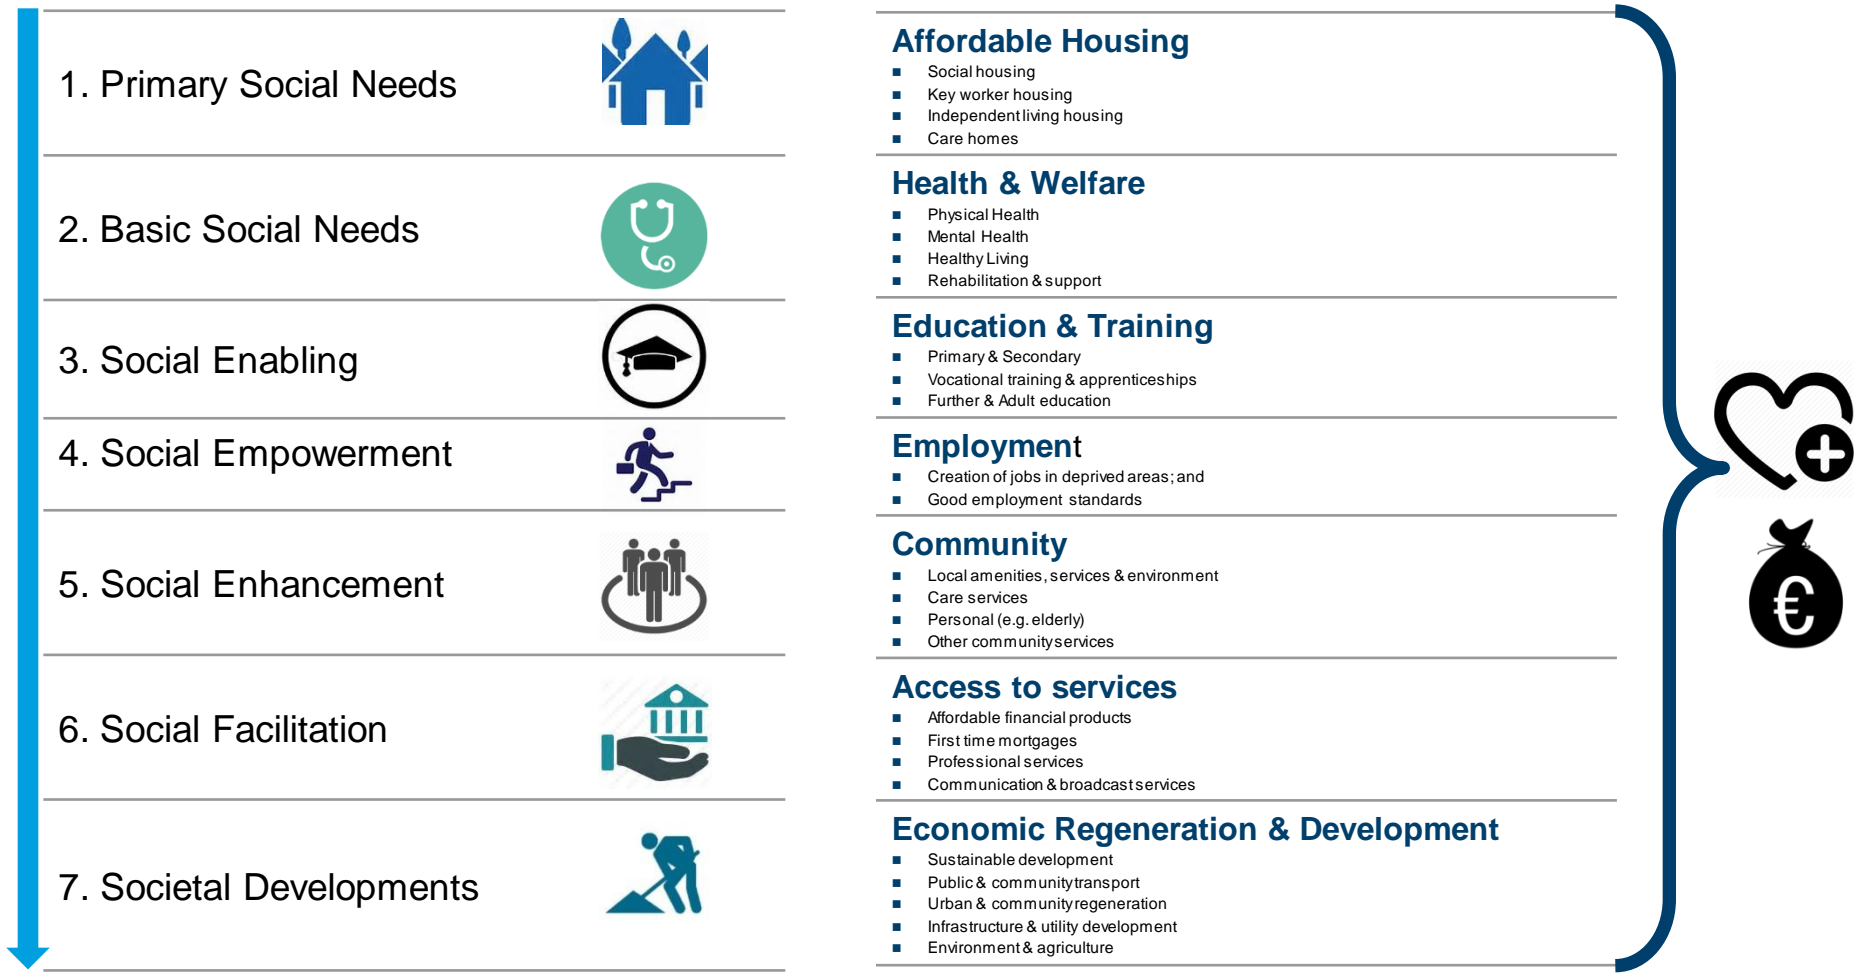 1. Primary Social Needs
Affordable Housing
Social housing
Key worker housing
Independent living housing
Care homes
2. Basic Social Needs
Health & Welfare
Physical Health
Mental Health
Healthy Living
Rehabilitation & support
3. Social Enabling
Education & Training
Primary & Secondary
Vocational training & apprenticeships
Further & Adult education
4. Social Empowerment
Employment
Creation of jobs in deprived areas; and
Good employment standards
5. Social Enhancement
Community
Local amenities, services & environment
Care services
Personal (e.g. elderly)
Other community services
6. Social Facilitation
Access to services
Affordable financial products
First time mortgages
Professional services
Communication & broadcast services
7. Societal Developments
Economic Regeneration & Development
Sustainable development
Public & community transport
Urban & community regeneration
Infrastructure & utility development
Environment & agriculture
€